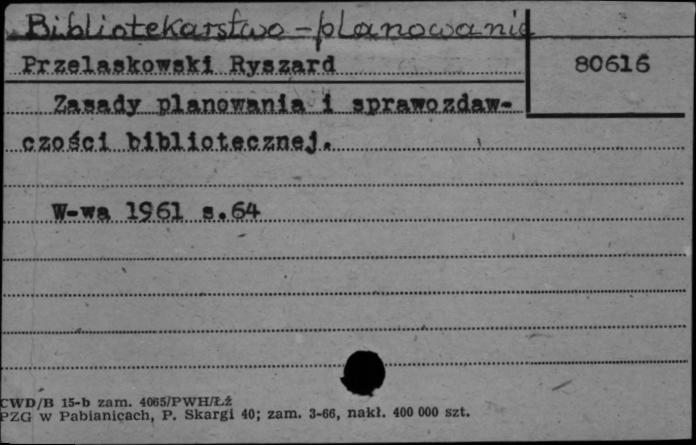 Bibliotekarstwo - planowanie
Przelaskowski Ryszard
80616
Zasady planowania i sprawozdaw-
czości bibliotecznej.
W-wa 1961 s.64
CWD/B 15-b zam. 4065/PWH/ŁŻ
PZG w Pabianicach, P. Skargi 40; zam. 3-66, nakł. 400 000 szt.